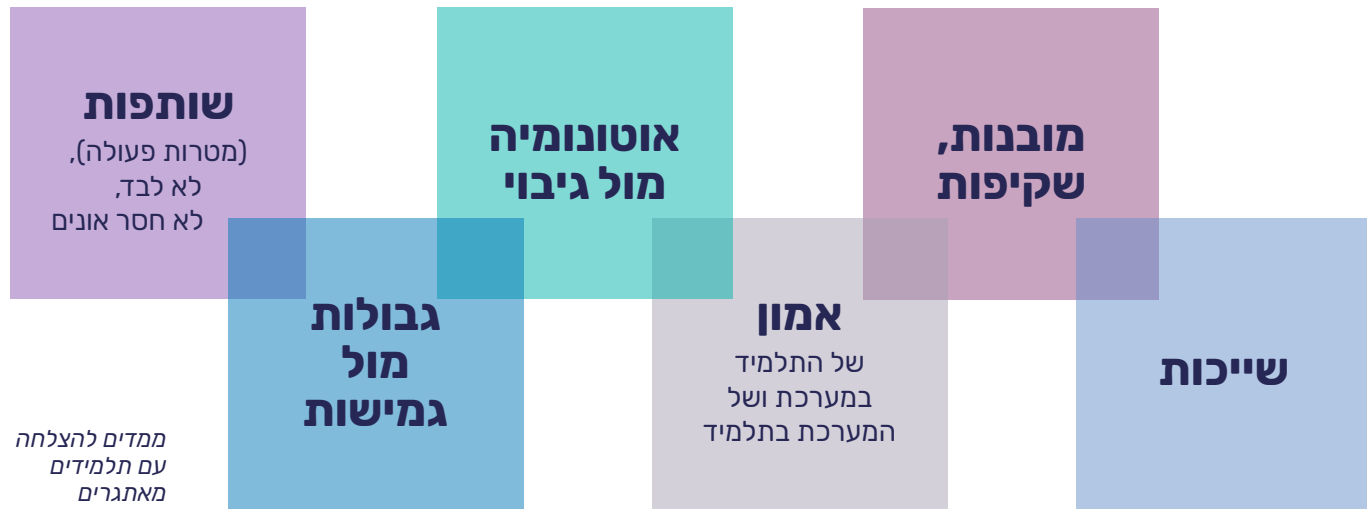 שייכות
מובנות,
שקיפות
אמון
של התלמיד
במערכת ושל
המערכת בתלמיד
אוטונומיה
מול גיבוי
גבולות
מול
גמישות
שותפות
(מטרות פעולה),
לא לבד,
לא חסר אונים
ממדים להצלחה
עם תלמידים
מאתגרים